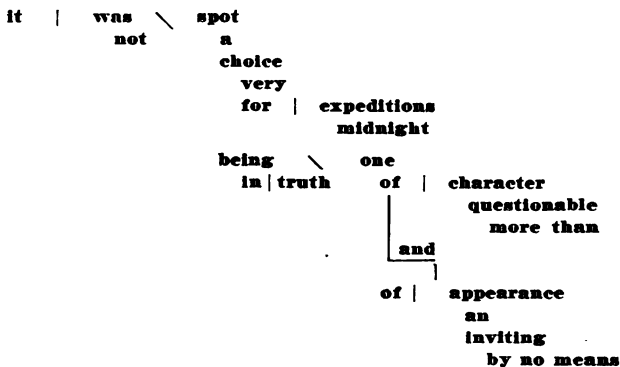 it | was \ spot
not a
choice
very
for | expeditions
midnight
being \ one
in | truth of | character
questionable
more than
and
of | appearance
an
inviting
by no means